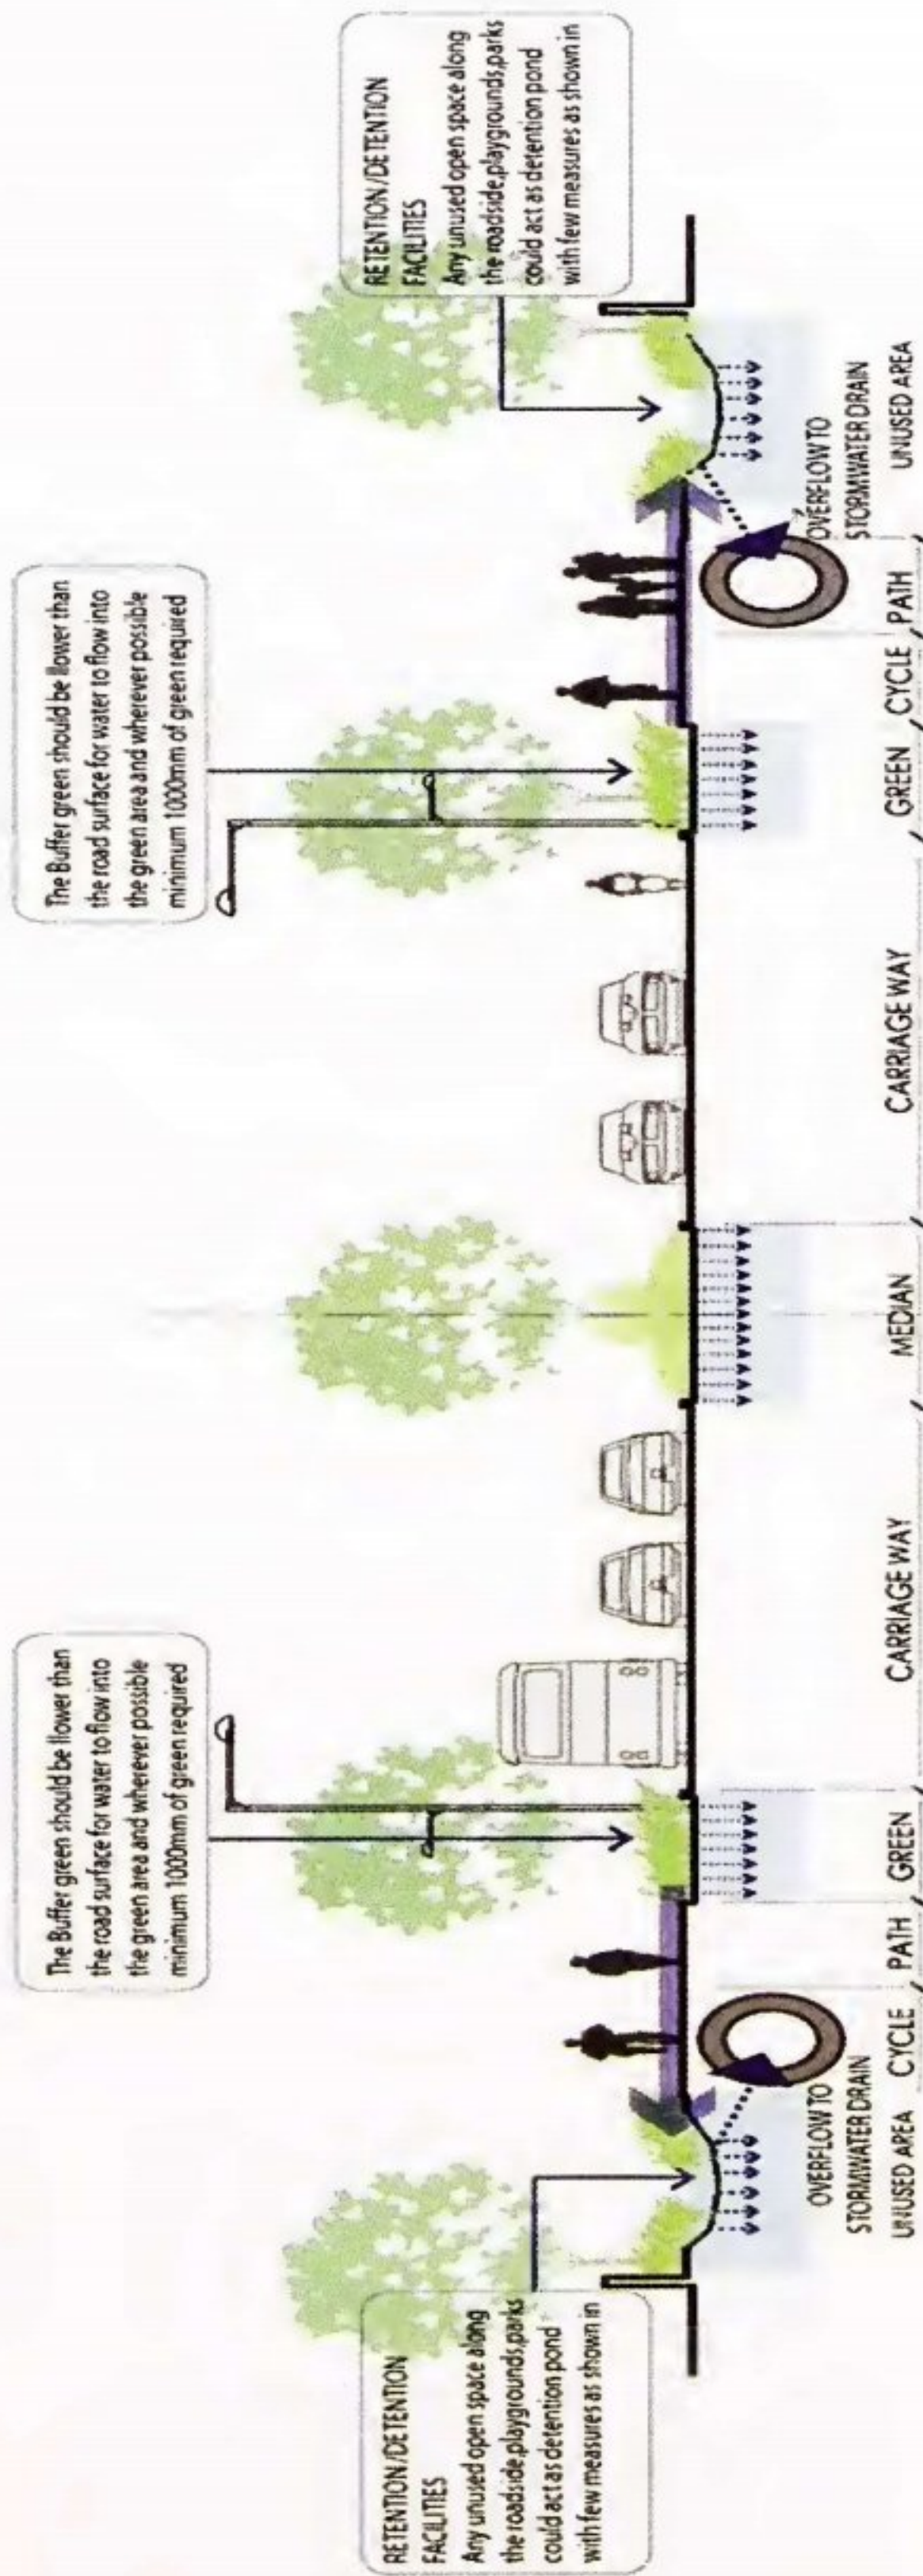 The Buffer green should be llower than
the road surface for water to flow into
the green area and wherever possible
minimum 1000mm of green required
The Buffer green should be llower than
the road surface for water to flow into
the green area and wherever possible
minimum 1000mm of green required
RETENTION/DETENTION
FACILITIES
Any unused open space along
the roadside,playgrounds,parks
could act as detention pond
with few measures as shown in
RETENTION/DETENTION
FACILITIES
Any unused open space along
the roadside,playgrounds,parks
could act as detention pond
with few measures as shown in
OVERFLOW TO
STORMWATER DRAIN
OVERFLOW TO
STORMWATER DRAIN
UNUSED AREA CYCLE PATH GREEN CARRIAGE WAY MEDIAN CARRIAGE WAY GREEN CYCLE PATH UNUSED AREA